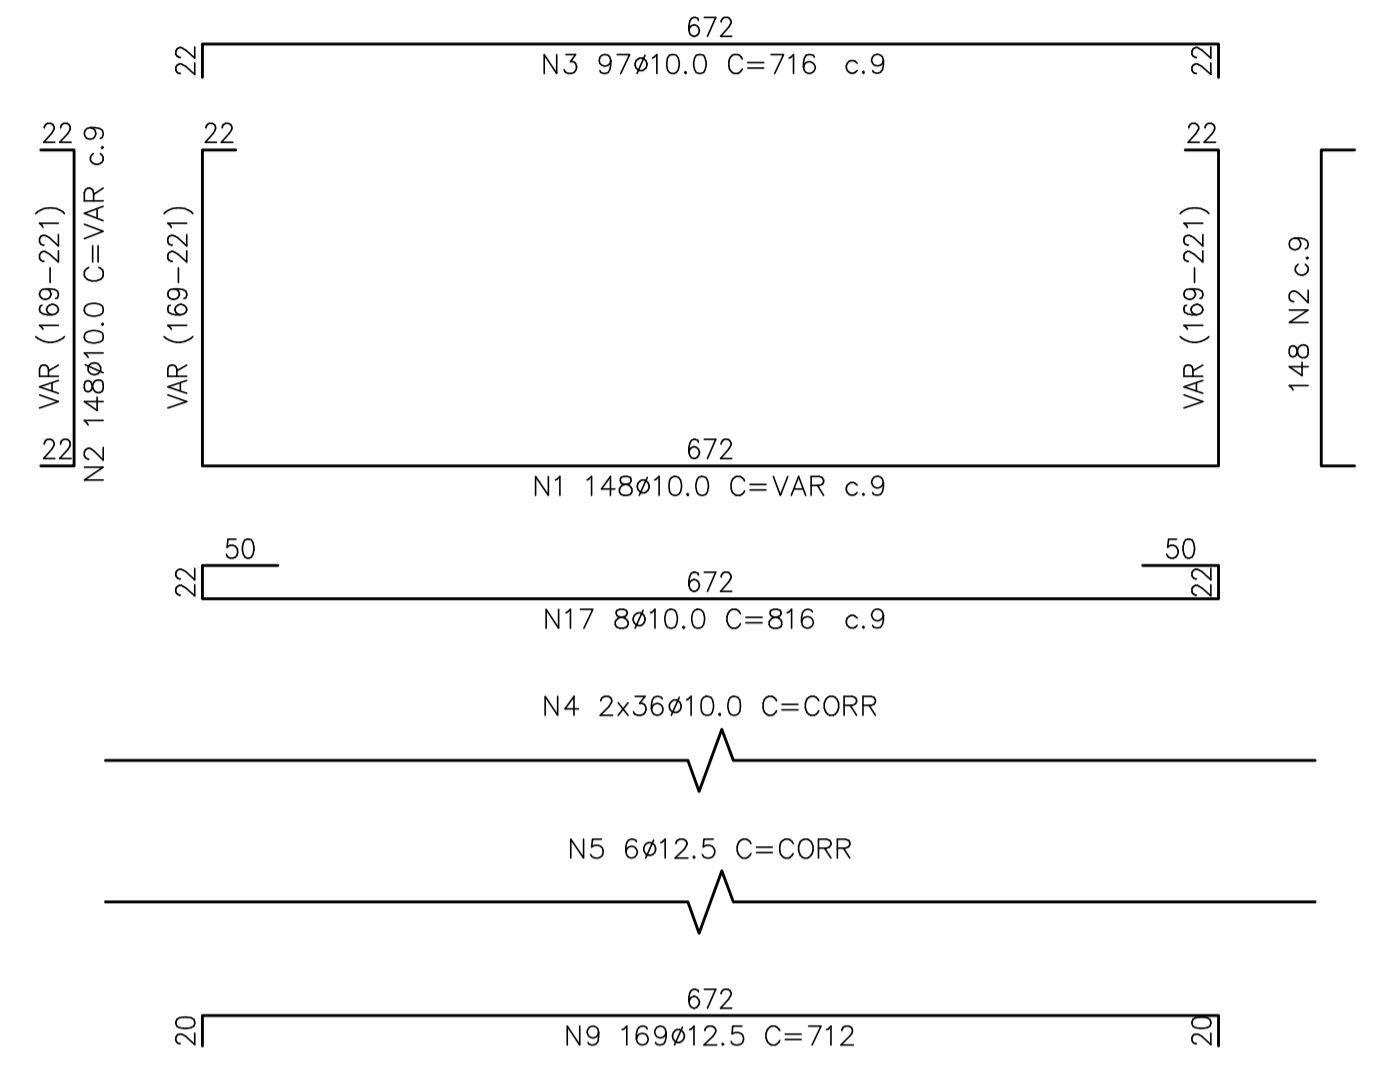 672
22
22
N3 97ø10.0 C=716 c.9
22
VAR (169-221)
22
N2 148ø10.0 C=VAR c.9
22
VAR (169-221)
22
VAR (169-221)
148 N2 c.9
672
N1 148ø10.0 C=VAR c.9
50
50
22
672
22
N17 8ø10.0 C=816 c.9
N4 2x36ø10.0 C=CORR
N5 6ø12.5 C=CORR
672
20
20
N9 169ø12.5 C=712